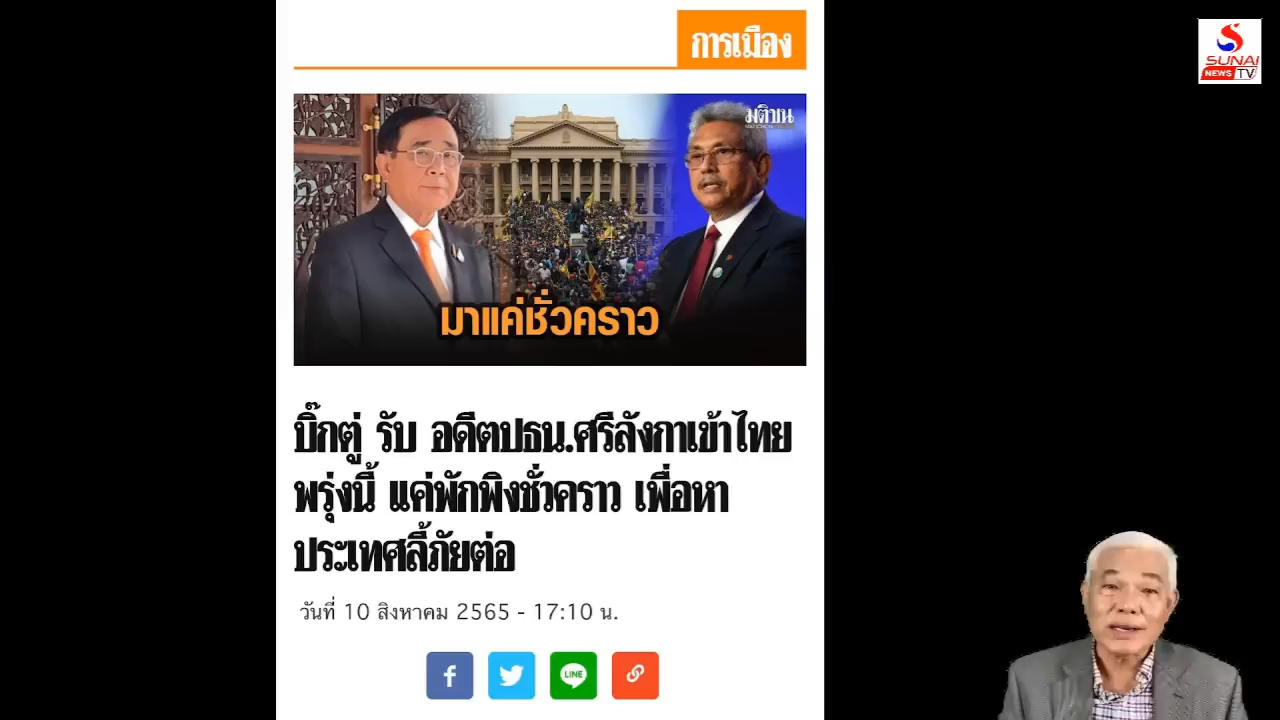 การเมือง
SUNAI
NEWS TV
มติชน
มาแค่ชั่วคราว
บิ๊กตู่ รับ อดีตปธน.ศรีลังกาเข้าไทย
พรุ่งนี้ แค่พักพิงชั่วคราว เพื่อหา
ประเทศลี้ภัยต่อ
วันที่ 10 สิงหาคม 2565 - 17:10 น.
f
LINE